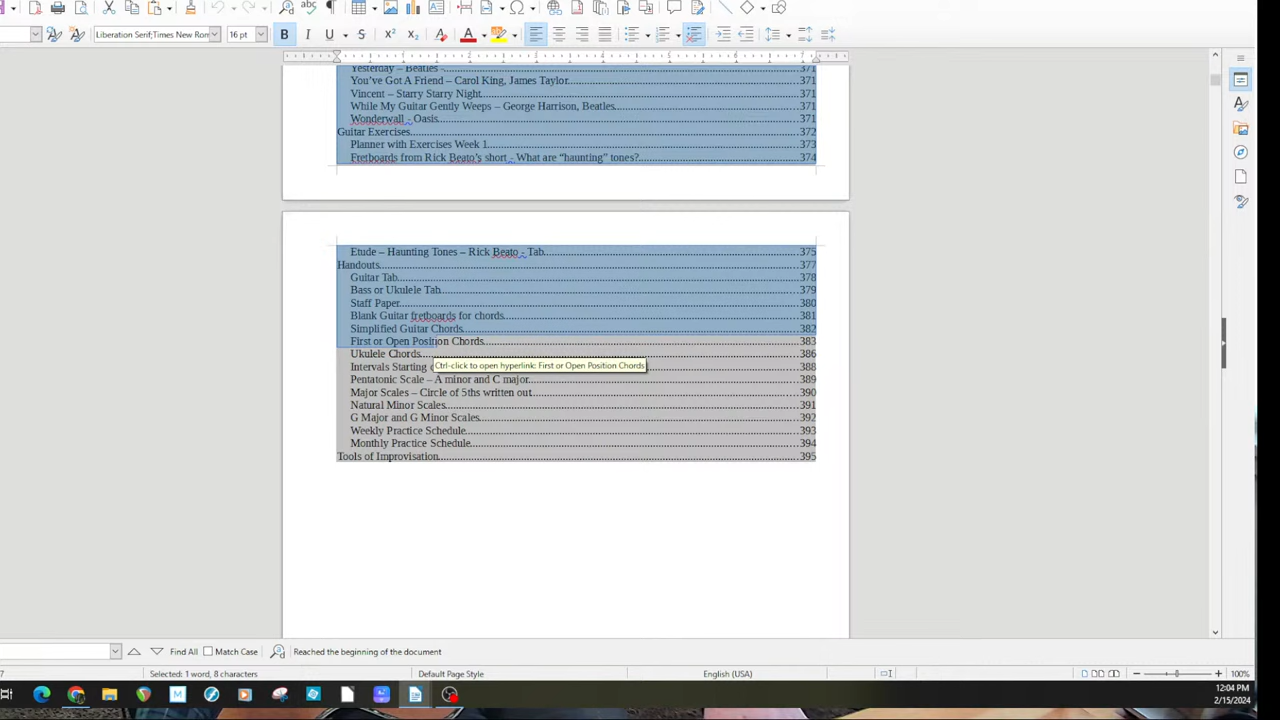 Liberation Serif;Times New Rom
16 pt
Yesterday – Beatles -......371
You've Got A Friend – Carol King, James Taylor......371
Vincent – Starry Starry Night......371
While My Guitar Gently Weeps – George Harrison, Beatles......371
Wonderwall - Oasis......371
Guitar Exercises......372
Planner with Exercises Week 1......373
Fretboards from Rick Beato's short - What are “haunting” tones?......374
Etude – Haunting Tones – Rick Beato - Tab......375
Handouts......377
Guitar Tab......378
Bass or Ukulele Tab......379
Staff Paper......380
Blank Guitar fretboards for chords......381
Simplified Guitar Chords......382
First or Open Position Chords......383
Ukulele Chords......386
Ctrl-click to open hyperlink: First or Open Position Chords
Intervals Starting ......388
Pentatonic Scale – A minor and C major......389
Major Scales – Circle of 5ths written out......390
Natural Minor Scales......391
G Major and G Minor Scales......392
Weekly Practice Schedule......393
Monthly Practice Schedule......394
Tools of Improvisation......395
Find All Match Case Reached the beginning of the document
7 Selected: 1 word, 8 characters Default Page Style English (USA) 100%
12:04 PM
2/15/2024